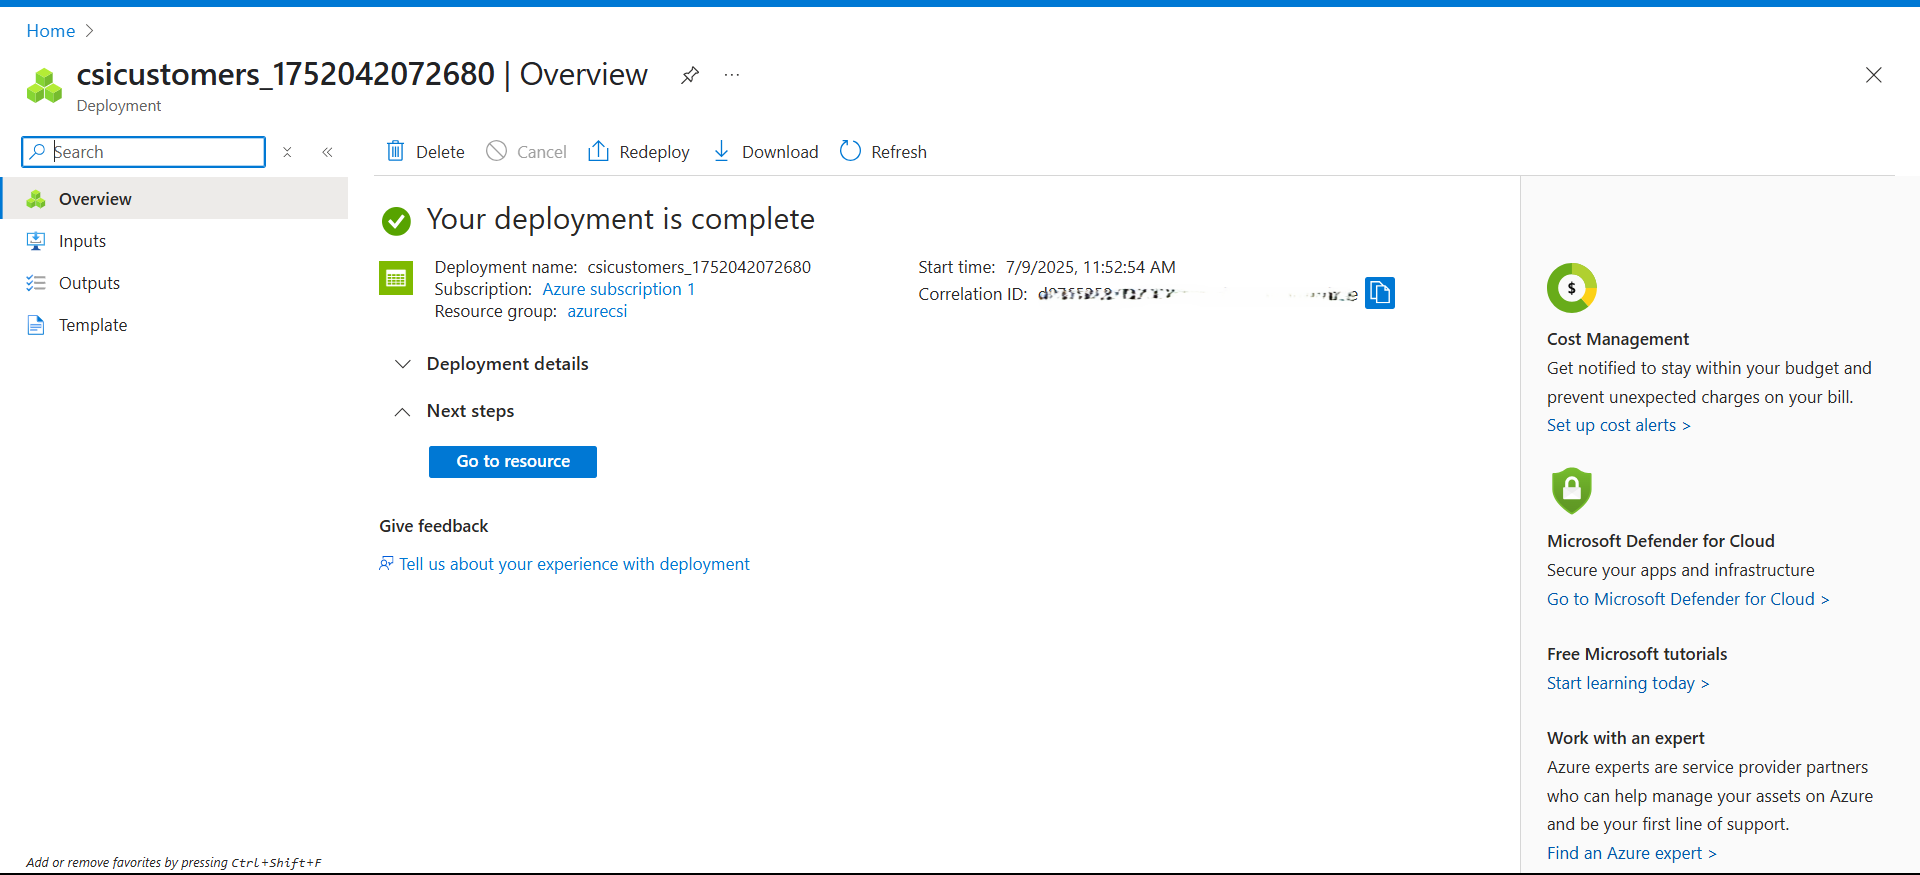 Home
csicustomers_1752042072680 | Overview
Deployment
Search
Delete
Cancel
Redeploy
Download
Refresh
Overview
Inputs
Outputs
Template
Your deployment is complete
Deployment name: csicustomers_1752042072680
Subscription: Azure subscription 1
Resource group: azurecsi
Start time: 7/9/2025, 11:52:54 AM
Correlation ID:
Deployment details
Next steps
Go to resource
Give feedback
Tell us about your experience with deployment
$
Cost Management
Get notified to stay within your budget and
prevent unexpected charges on your bill.
Set up cost alerts >
Microsoft Defender for Cloud
Secure your apps and infrastructure
Go to Microsoft Defender for Cloud >
Free Microsoft tutorials
Start learning today >
Work with an expert
Azure experts are service provider partners
who can help manage your assets on Azure
and be your first line of support.
Find an Azure expert >
Add or remove favorites by pressing Ctrl+Shift+F